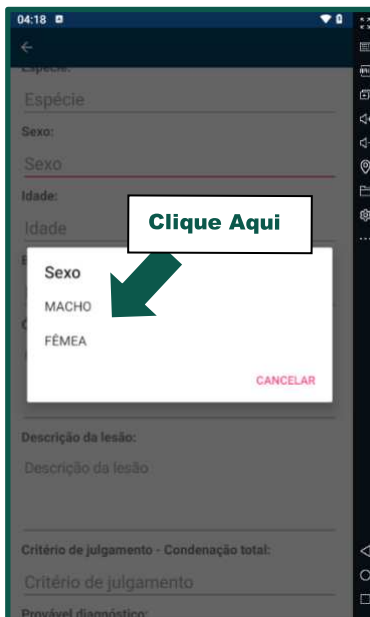 04:18
Espécie:
Espécie
Sexo:
Sexo
Idade:
Idade
Clique Aqui
Sexo
MACHO
FÊMEA
CANCELAR
Descrição da lesão:
Descrição da lesão
Critério de julgamento - Condenação total:
Critério de julgamento
Provável diagnóstico: